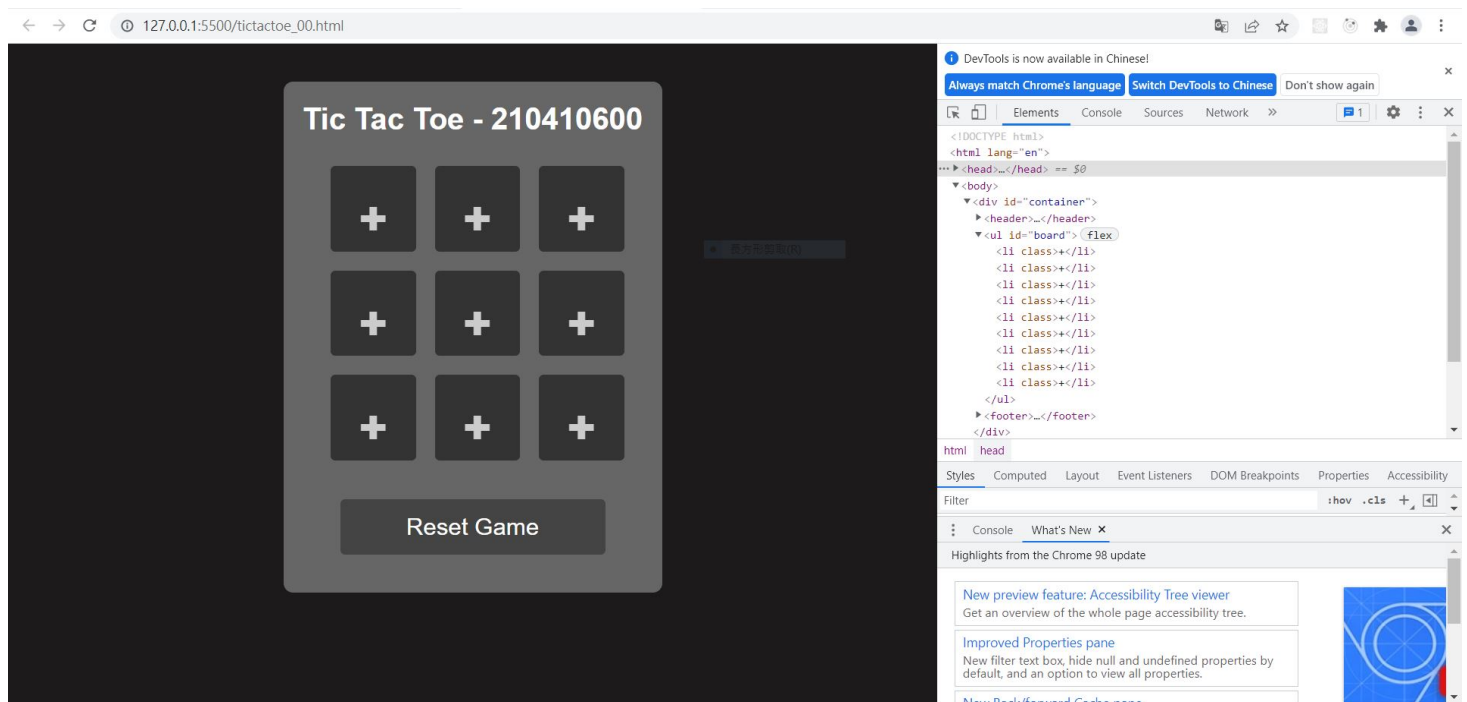 127.0.0.1:5500/tictactoe_00.html
Tic Tac Toe - 210410600
+ + +
+ + +
+ + +
Reset Game
DevTools is now available in Chinese!
Always match Chrome's language Switch DevTools to Chinese Don't show again
Elements Console Sources Network » 1
<!DOCTYPE html>
<html lang="en">
••• ▶<head>…</head> == $0
▼<body>
▼<div id="container">
▶<header>…</header>
▼<ul id="board"> flex
<li class>+</li>
<li class>+</li>
<li class>+</li>
<li class>+</li>
<li class>+</li>
<li class>+</li>
<li class>+</li>
<li class>+</li>
<li class>+</li>
</ul>
▶<footer>…</footer>
</div>
html head
Styles Computed Layout Event Listeners DOM Breakpoints Properties Accessibility
Filter :hov .cls +
Console What's New ×
Highlights from the Chrome 98 update
New preview feature: Accessibility Tree viewer
Get an overview of the whole page accessibility tree.
Improved Properties pane
New filter text box, hide null and undefined properties by
default, and an option to view all properties.
New Back/forward Cache pane